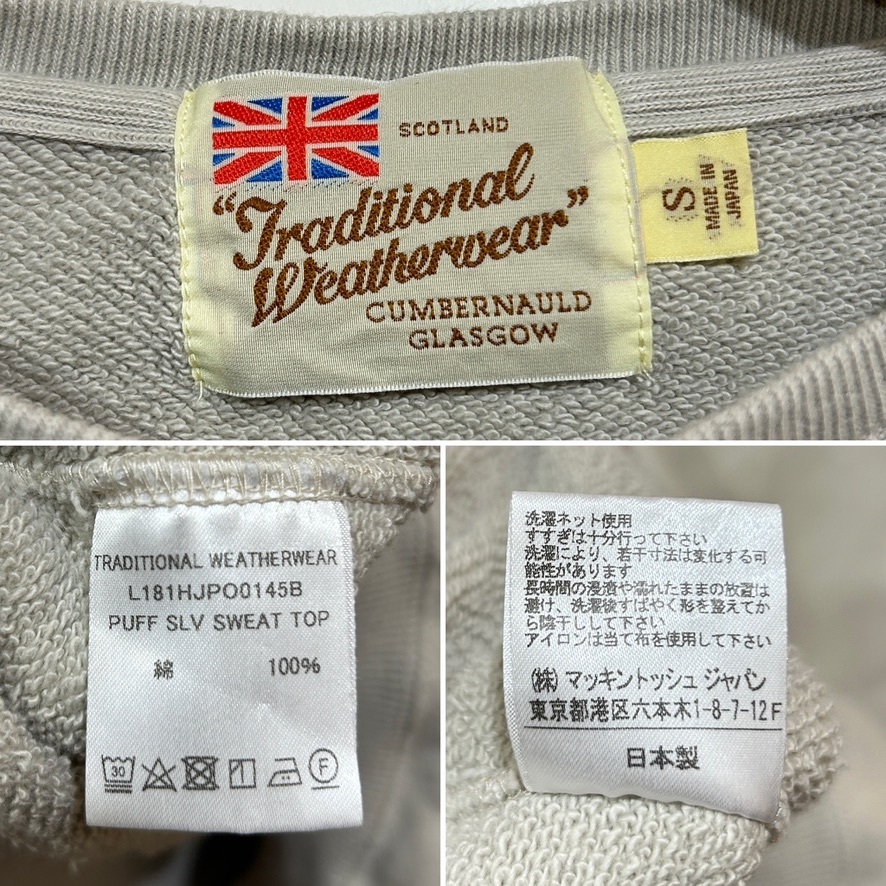 SCOTLAND
"Traditional
Weatherwear"
CUMBERNAULD
GLASGOW
S
MADE IN
JAPAN
TRADITIONAL WEATHERWEAR
L181HJPO0145B
PUFF SLV SWEAT TOP
綿 100%
30
F
洗濯ネット使用
すすぎは十分行って下さい
洗濯により、若干寸法は変化する可
能性があります
長時間の浸漬や濡れたままの放置は
避け、洗濯後すばやく形を整えてか
ら陰干しして下さい
アイロンは当て布を使用して下さい
(株) マッキントッシュ ジャパン
東京都港区六本木1-8-7-12F
日本製